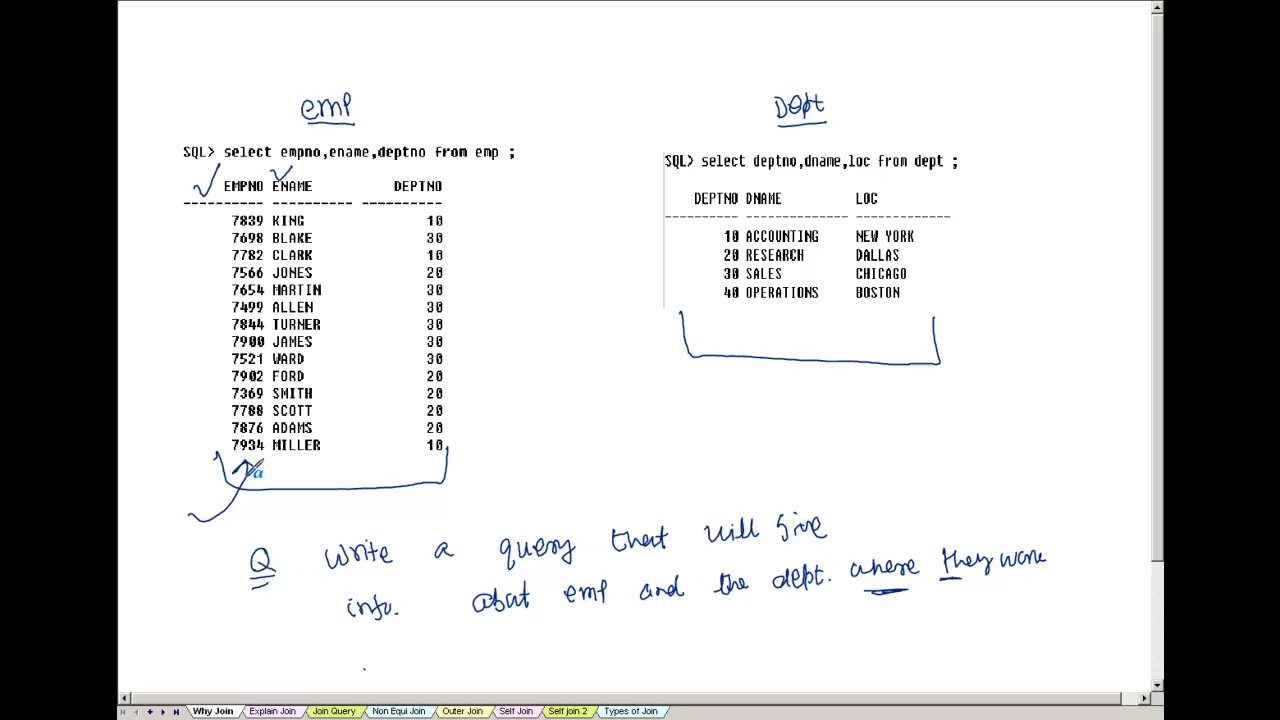 emp
SQL> select empno,ename,deptno from emp ;
EMPNO ENAME DEPTNO
---------- ---------- ----------
7839 KING 10
7698 BLAKE 30
7782 CLARK 10
7566 JONES 20
7654 MARTIN 30
7499 ALLEN 30
7844 TURNER 30
7900 JAMES 30
7521 WARD 30
7902 FORD 20
7369 SMITH 20
7788 SCOTT 20
7876 ADAMS 20
7934 MILLER 10
Dept
SQL> select deptno,dname,loc from dept ;
DEPTNO DNAME LOC
---------- -------------- -------------
10 ACCOUNTING NEW YORK
20 RESEARCH DALLAS
30 SALES CHICAGO
40 OPERATIONS BOSTON
Q Write a query that will give
info. about emp and the dept. where they work
Why Join Explain Join Join Query Non Equi Join Outer Join Self Join Self join 2 Types of Join